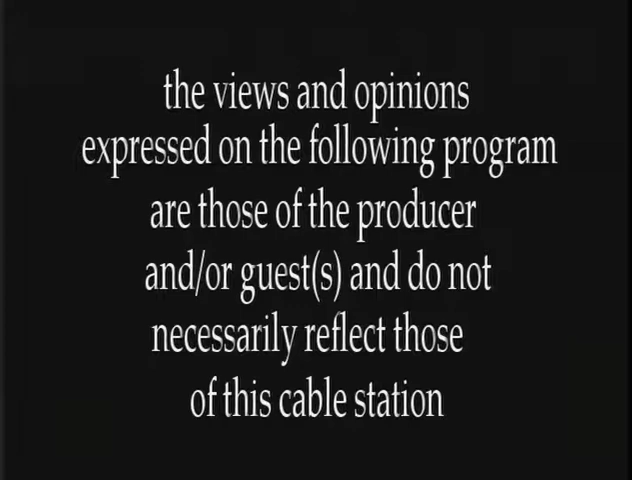 the views and opinions
expressed on the following program
are those of the producer
and/or guest(s) and do not
necessarily reflect those
of this cable station